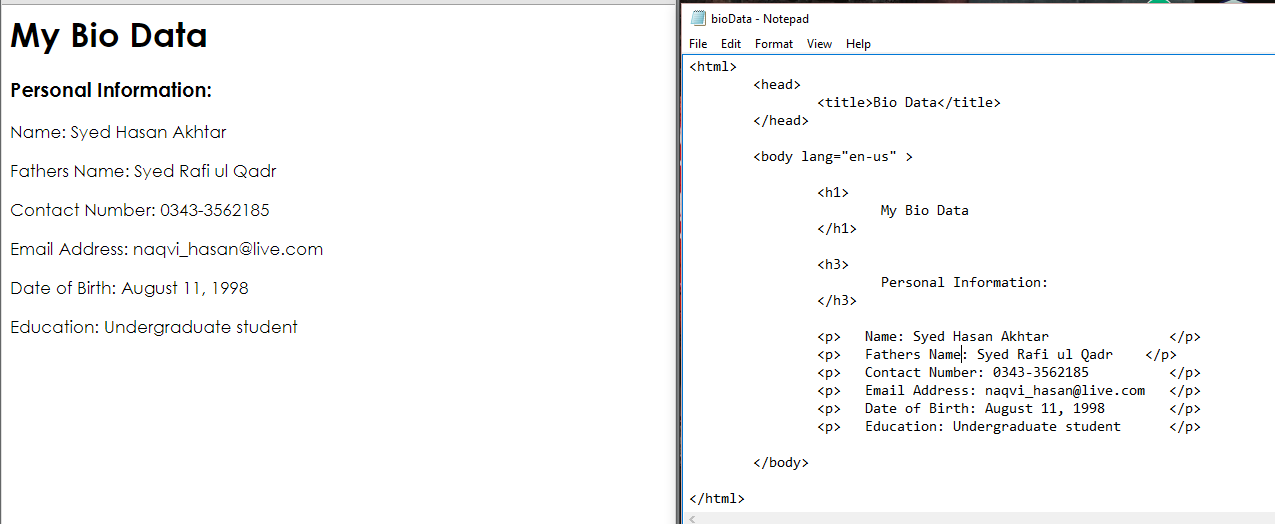 My Bio Data
Personal Information:
Name: Syed Hasan Akhtar
Fathers Name: Syed Rafi ul Qadr
Contact Number: 0343-3562185
Email Address: naqvi_hasan@live.com
Date of Birth: August 11, 1998
Education: Undergraduate student
bioData - Notepad
File Edit Format View Help
<html>
<head>
<title>Bio Data</title>
</head>
<body lang="en-us" >
<h1>
My Bio Data
</h1>
<h3>
Personal Information:
</h3>
<p> Name: Syed Hasan Akhtar </p>
<p> Fathers Name: Syed Rafi ul Qadr </p>
<p> Contact Number: 0343-3562185 </p>
<p> Email Address: naqvi_hasan@live.com </p>
<p> Date of Birth: August 11, 1998 </p>
<p> Education: Undergraduate student </p>
</body>
</html>